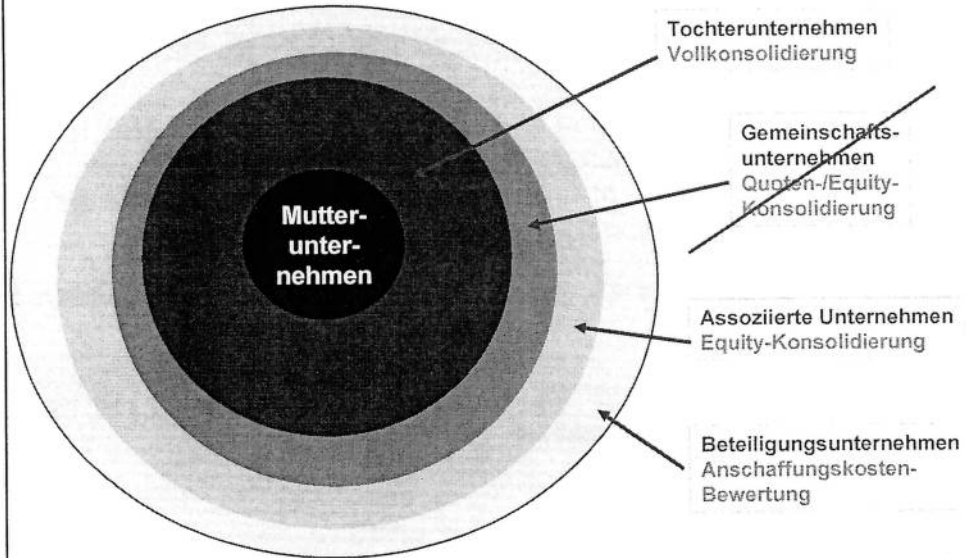 Tochterunternehmen
Vollkonsolidierung
Gemeinschafts-
unternehmen
Quoten-/Equity-
Konsolidierung
Mutter-
unter-
nehmen
Assoziierte Unternehmen
Equity-Konsolidierung
Beteiligungsunternehmen
Anschaffungskosten-
Bewertung